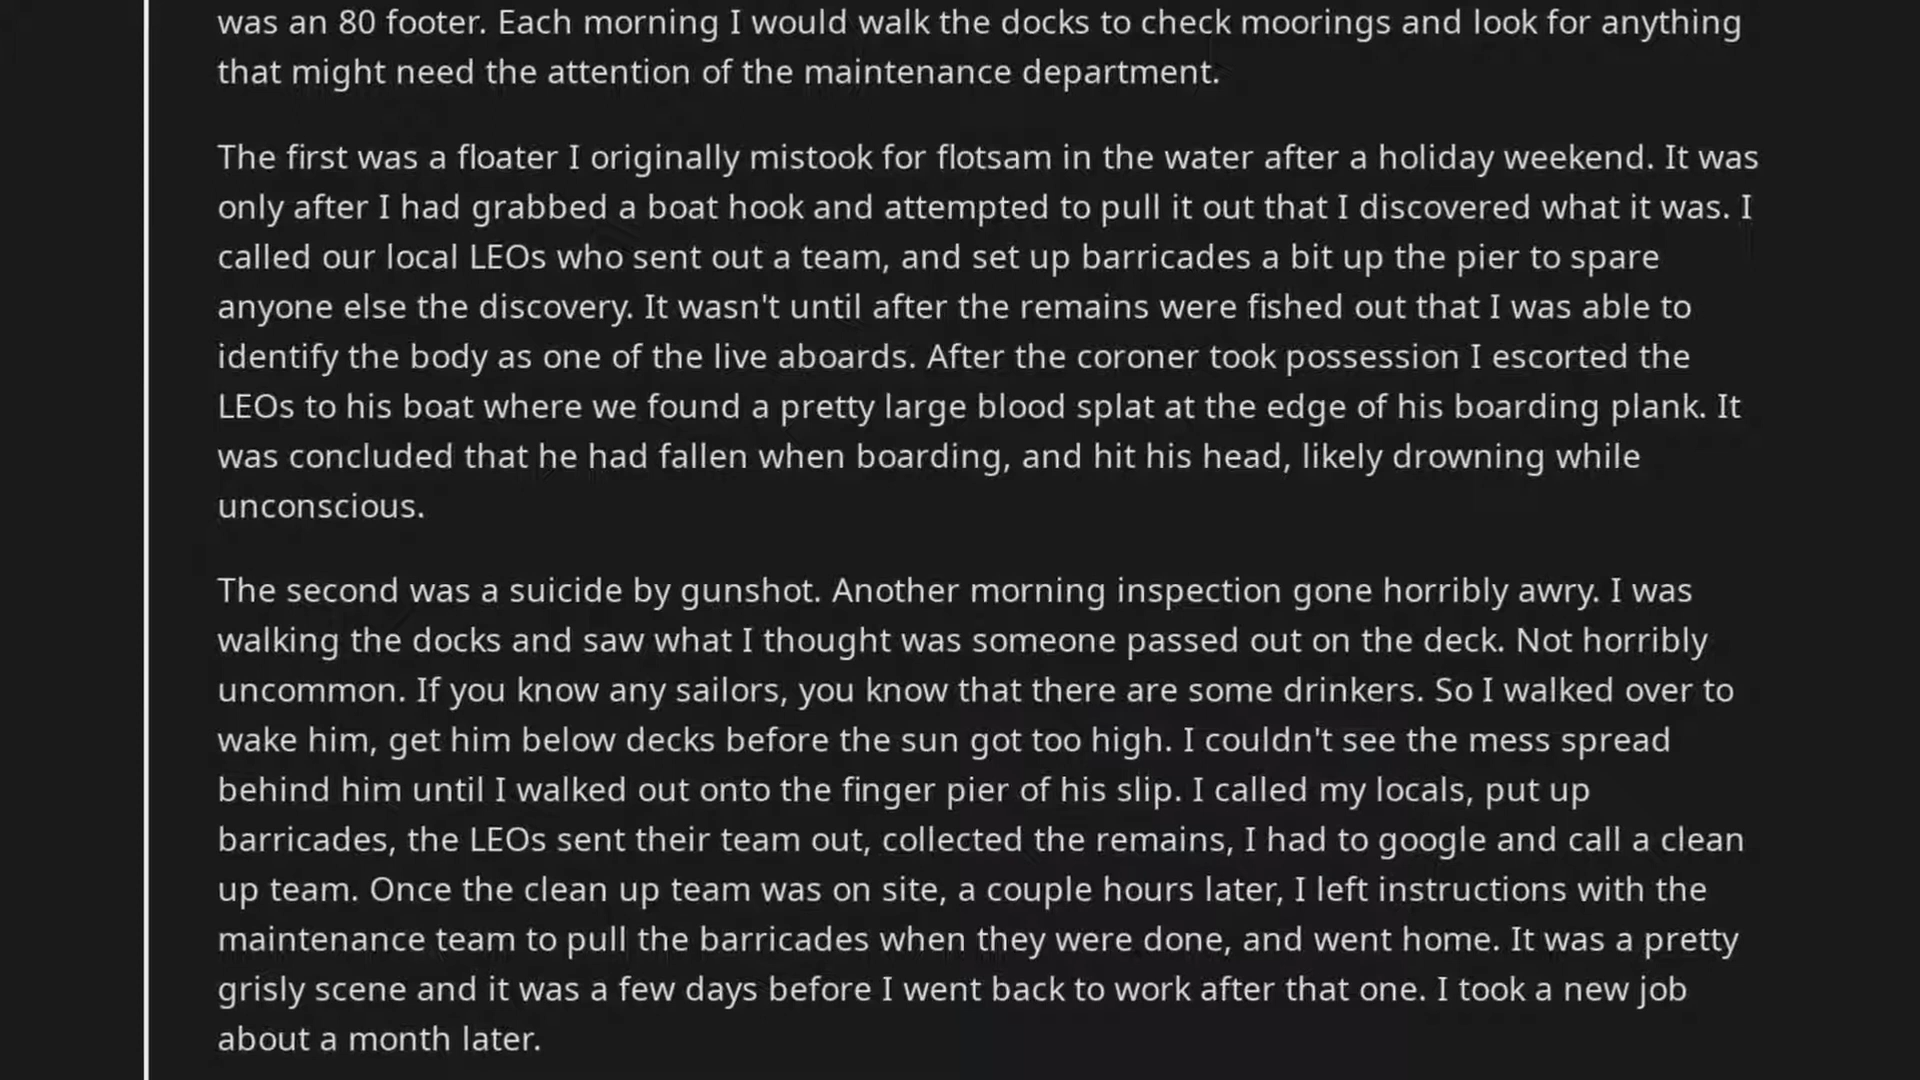 was an 80 footer. Each morning I would walk the docks to check moorings and look for anything
that might need the attention of the maintenance department.
The first was a floater I originally mistook for flotsam in the water after a holiday weekend. It was
only after I had grabbed a boat hook and attempted to pull it out that I discovered what it was. I
called our local LEOs who sent out a team, and set up barricades a bit up the pier to spare
anyone else the discovery. It wasn't until after the remains were fished out that I was able to
identify the body as one of the live aboards. After the coroner took possession I escorted the
LEOs to his boat where we found a pretty large blood splat at the edge of his boarding plank. It
was concluded that he had fallen when boarding, and hit his head, likely drowning while
unconscious.
The second was a suicide by gunshot. Another morning inspection gone horribly awry. I was
walking the docks and saw what I thought was someone passed out on the deck. Not horribly
uncommon. If you know any sailors, you know that there are some drinkers. So I walked over to
wake him, get him below decks before the sun got too high. I couldn't see the mess spread
behind him until I walked out onto the finger pier of his slip. I called my locals, put up
barricades, the LEOs sent their team out, collected the remains, I had to google and call a clean
up team. Once the clean up team was on site, a couple hours later, I left instructions with the
maintenance team to pull the barricades when they were done, and went home. It was a pretty
grisly scene and it was a few days before I went back to work after that one. I took a new job
about a month later.